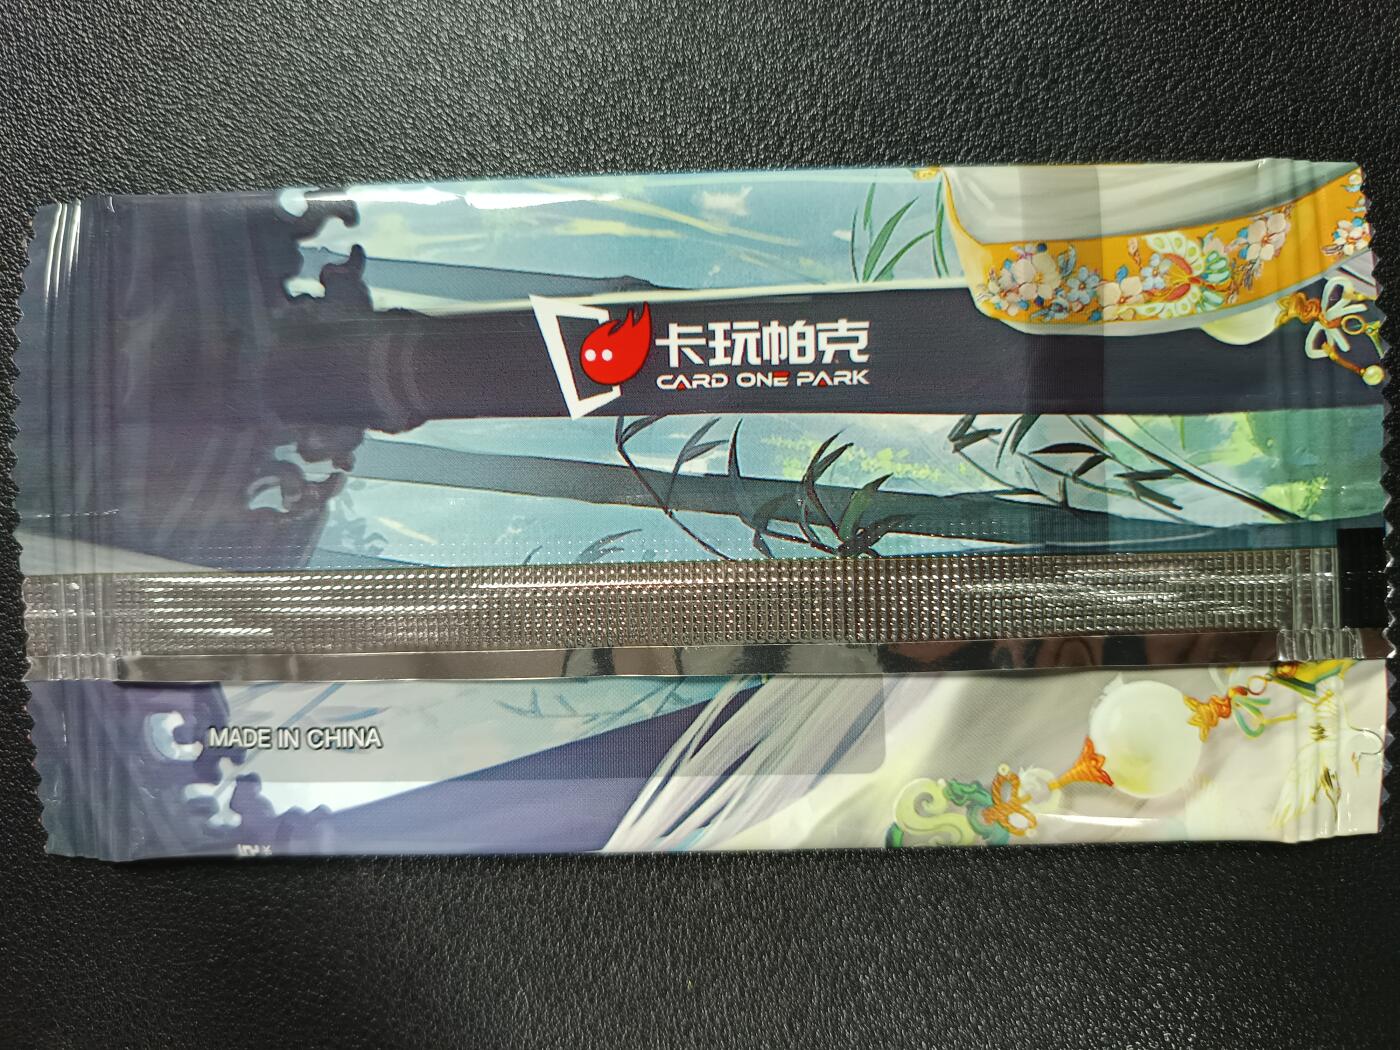 卡玩帕克
CARD ONE PARK
MADE IN CHINA